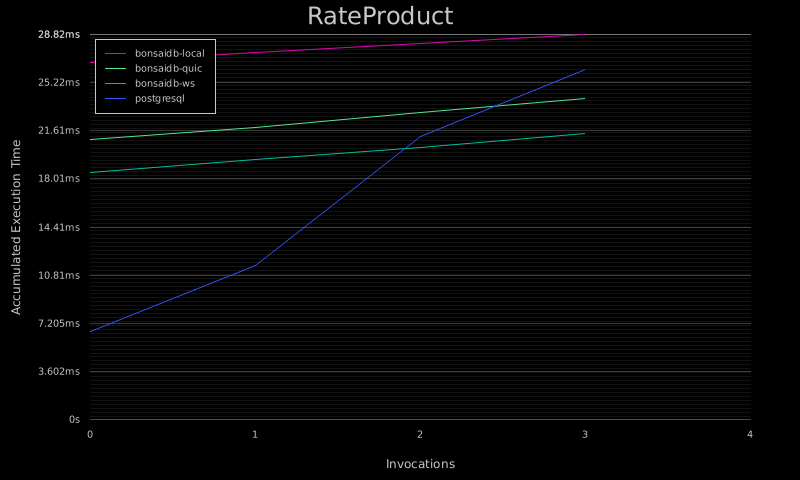 RateProduct
28.82ms
25.22ms
21.61ms
18.01ms
14.41ms
10.81ms
7.205ms
3.602ms
0s
bonsaidb-local
bonsaidb-quic
bonsaidb-ws
postgresql
Accumulated Execution Time
0 1 2 3 4
Invocations